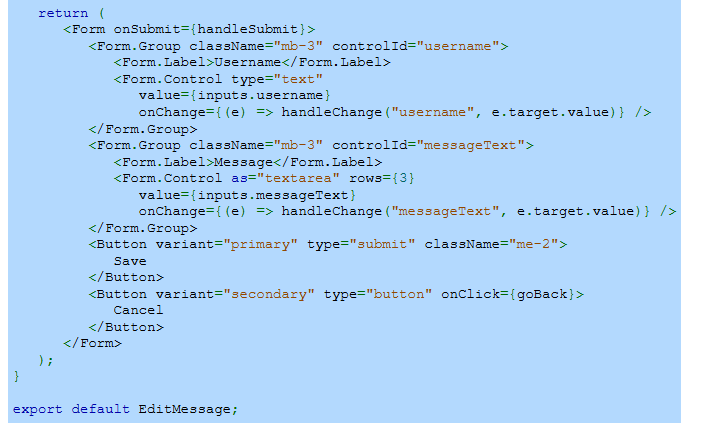 return (
<Form onSubmit={handleSubmit}>
<Form.Group className="mb-3" controlId="username">
<Form.Label>Username</Form.Label>
<Form.Control type="text"
value={inputs.username}
onChange={(e) => handleChange("username", e.target.value)} />
</Form.Group>
<Form.Group className="mb-3" controlId="messageText">
<Form.Label>Message</Form.Label>
<Form.Control as="textarea" rows={3}
value={inputs.messageText}
onChange={(e) => handleChange("messageText", e.target.value)} />
</Form.Group>
<Button variant="primary" type="submit" className="me-2">
Save
</Button>
<Button variant="secondary" type="button" onClick={goBack}>
Cancel
</Button>
</Form>
);
}
export default EditMessage;